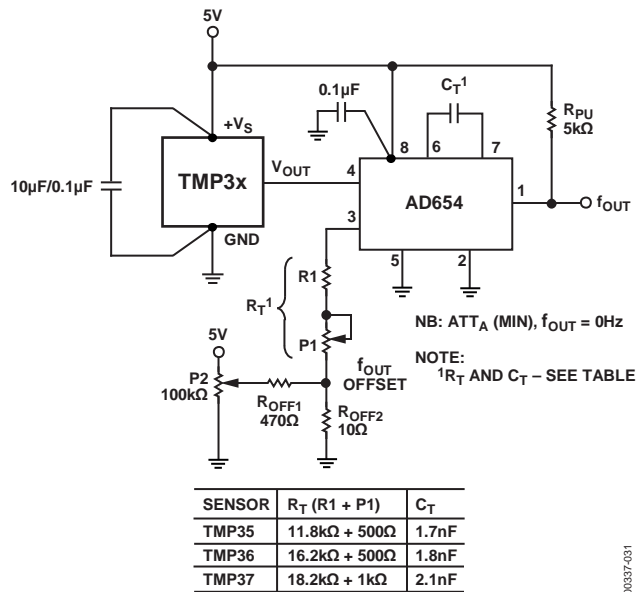 5V
0.1µF
CT1
RPU
5kΩ
+VS
10µF/0.1µF
TMP3x
VOUT
GND
8
6
7
4
3
1
5
2
AD654
fOUT
R1
RT1
P1
NB: ATTA (MIN), fOUT = 0Hz
NOTE:
1RT AND CT – SEE TABLE
5V
P2
100kΩ
fOUT
OFFSET
ROFF1
470Ω
ROFF2
10Ω
SENSOR RT (R1 + P1) CT
TMP35 11.8kΩ + 500Ω 1.7nF
TMP36 16.2kΩ + 500Ω 1.8nF
TMP37 18.2kΩ + 1kΩ 2.1nF
00337-031